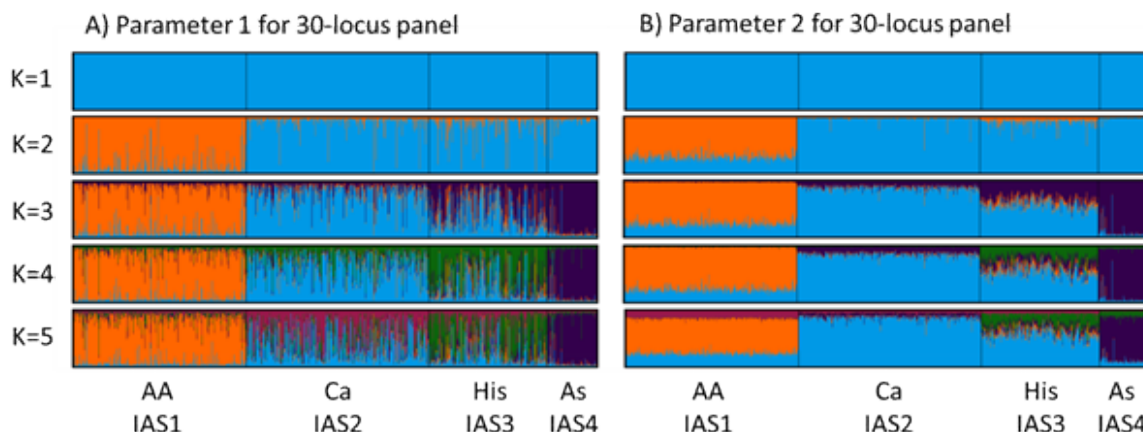 A) Parameter 1 for 30-locus panel
B) Parameter 2 for 30-locus panel
K=1
K=2
K=3
K=4
K=5
AA Ca His As AA Ca His As
IAS1 IAS2 IAS3 IAS4 IAS1 IAS2 IAS3 IAS4